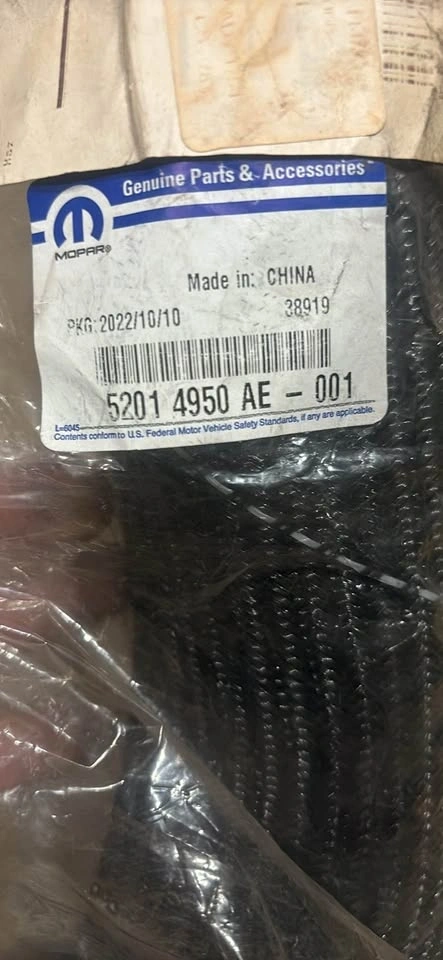 Genuine Parts & Accessories™
MOPAR®
Made in: CHINA
PKG: 2022/10/10
38919
5201 4950 AE - 001
L=6045
Contents conform to U.S. Federal Motor Vehicle Safety Standards, if any are applicable.